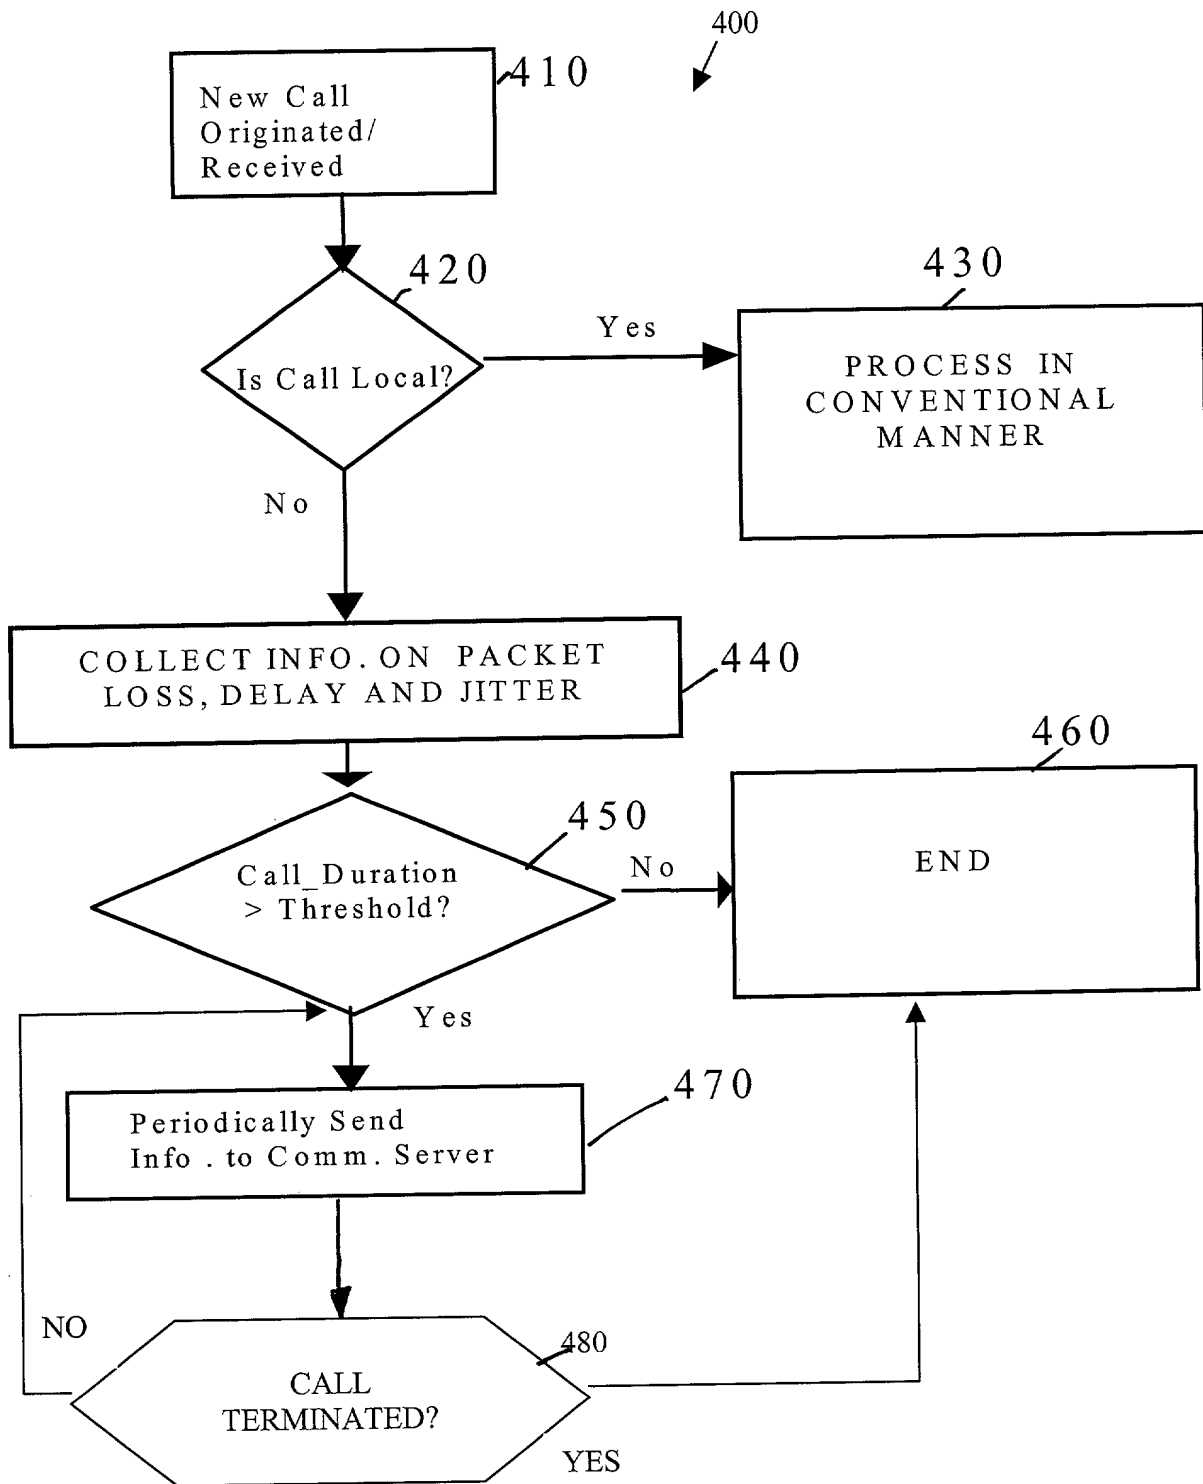 400
410
New Call
Originated/
Received
420
430
Is Call Local?
Yes
PROCESS IN
CONVENTIONAL
MANNER
No
COLLECT INFO. ON PACKET
LOSS, DELAY AND JITTER
440
460
450
Call_Duration
> Threshold?
No
END
Yes
470
Periodically Send
Info . to Comm. Server
NO
480
CALL
TERMINATED?
YES